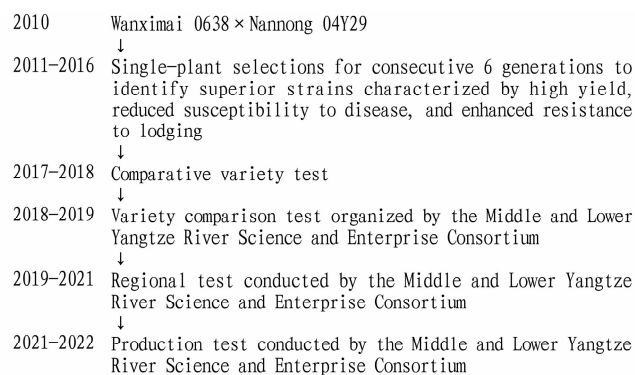 2010 Wanximai 0638×Nannong 04Y29
↓
2011—2016 Single—plant selections for consecutive 6 generations to
identify superior strains characterized by high yield,
reduced susceptibility to disease, and enhanced resistance
to lodging
↓
2017—2018 Comparative variety test
↓
2018—2019 Variety comparison test organized by the Middle and Lower
Yangtze River Science and Enterprise Consortium
↓
2019—2021 Regional test conducted by the Middle and Lower Yangtze
River Science and Enterprise Consortium
↓
2021—2022 Production test conducted by the Middle and Lower Yangtze
River Science and Enterprise Consortium